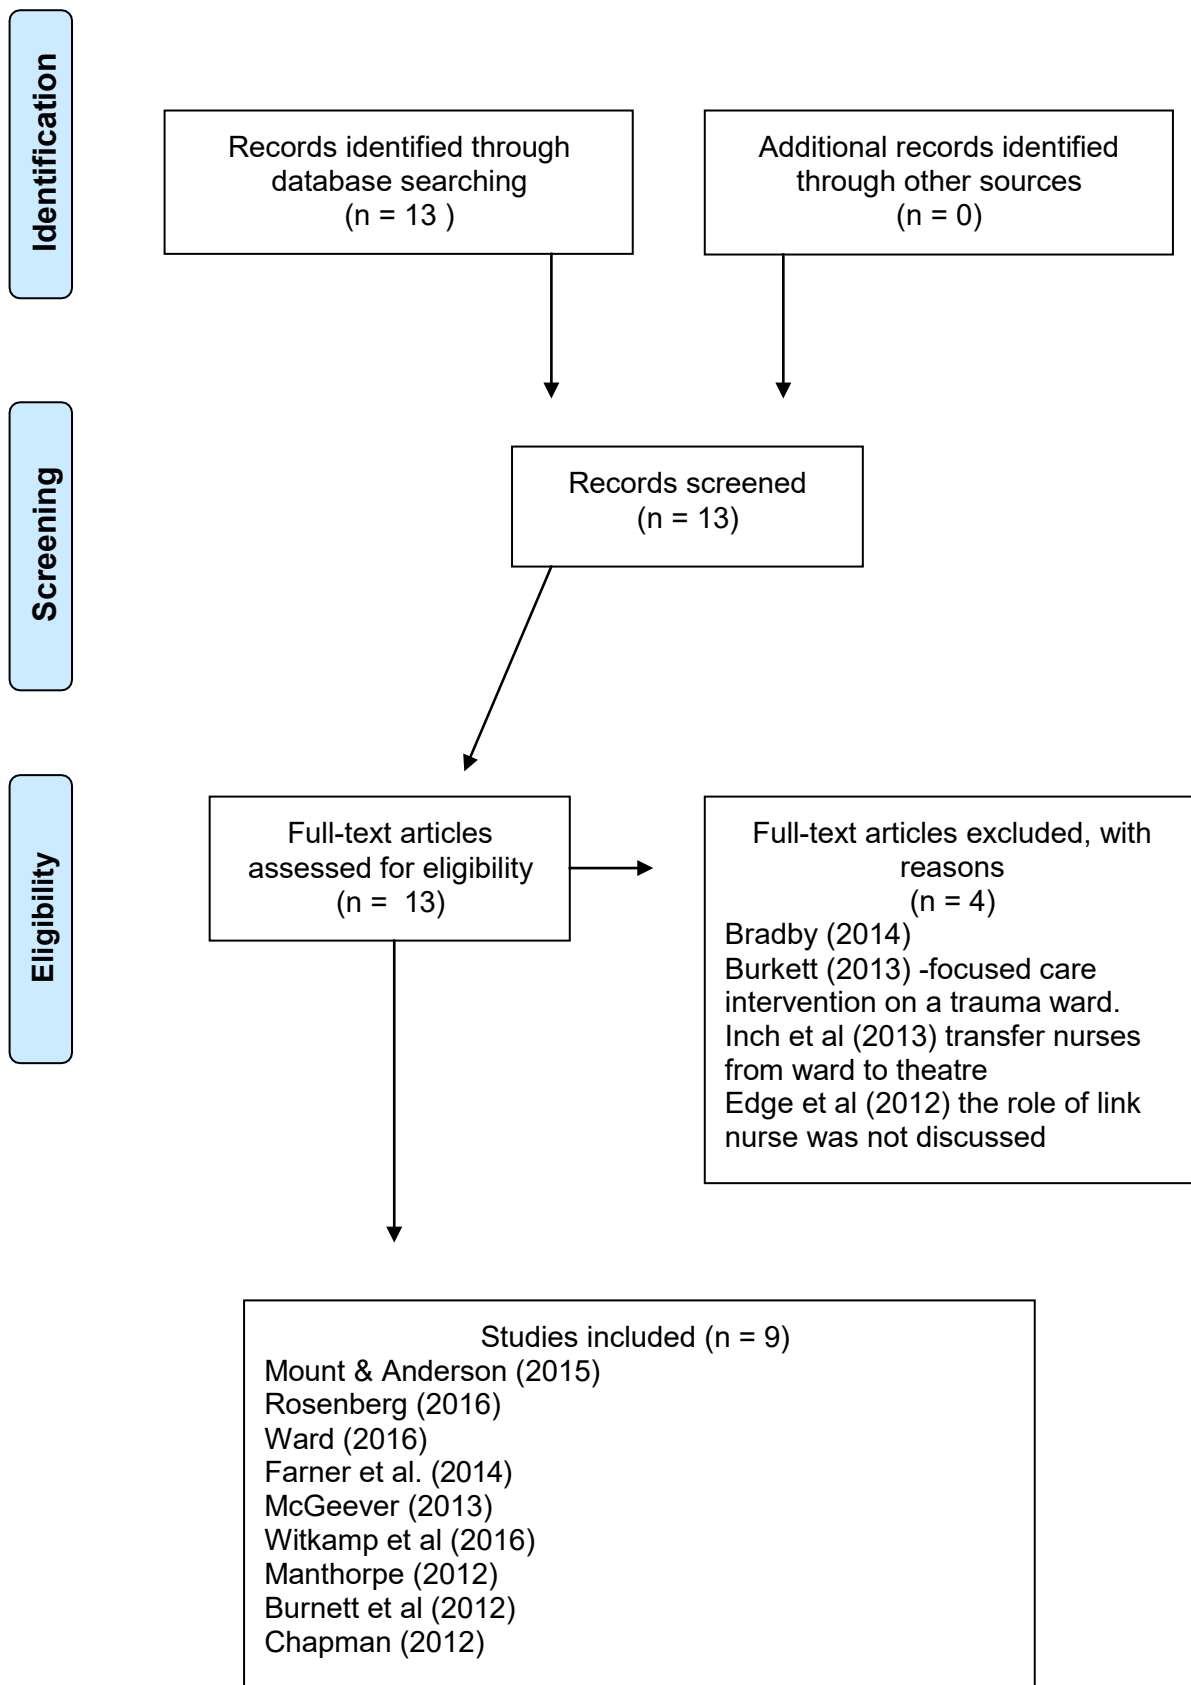 Identification
Records identified through
database searching
(n = 13 )
Additional records identified
through other sources
(n = 0)
Screening
Records screened
(n = 13)
Eligibility
Full-text articles
assessed for eligibility
(n =  13)
Full-text articles excluded, with
reasons
(n = 4)
Bradby (2014)
Burkett (2013) -focused care
intervention on a trauma ward.
Inch et al (2013) transfer nurses
from ward to theatre
Edge et al (2012) the role of link
nurse was not discussed
Studies included (n = 9)
Mount & Anderson (2015)
Rosenberg (2016)
Ward (2016)
Farner et al. (2014)
McGeever (2013)
Witkamp et al (2016)
Manthorpe (2012)
Burnett et al (2012)
Chapman (2012)